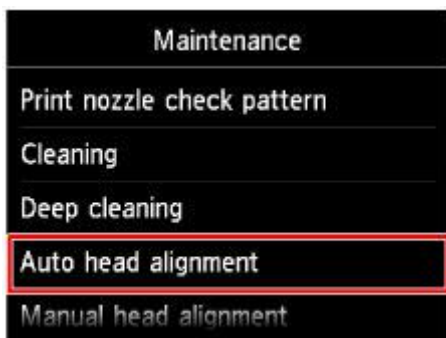 Maintenance
Print nozzle check pattern
Cleaning
Deep cleaning
Auto head alignment
Manual head alignment